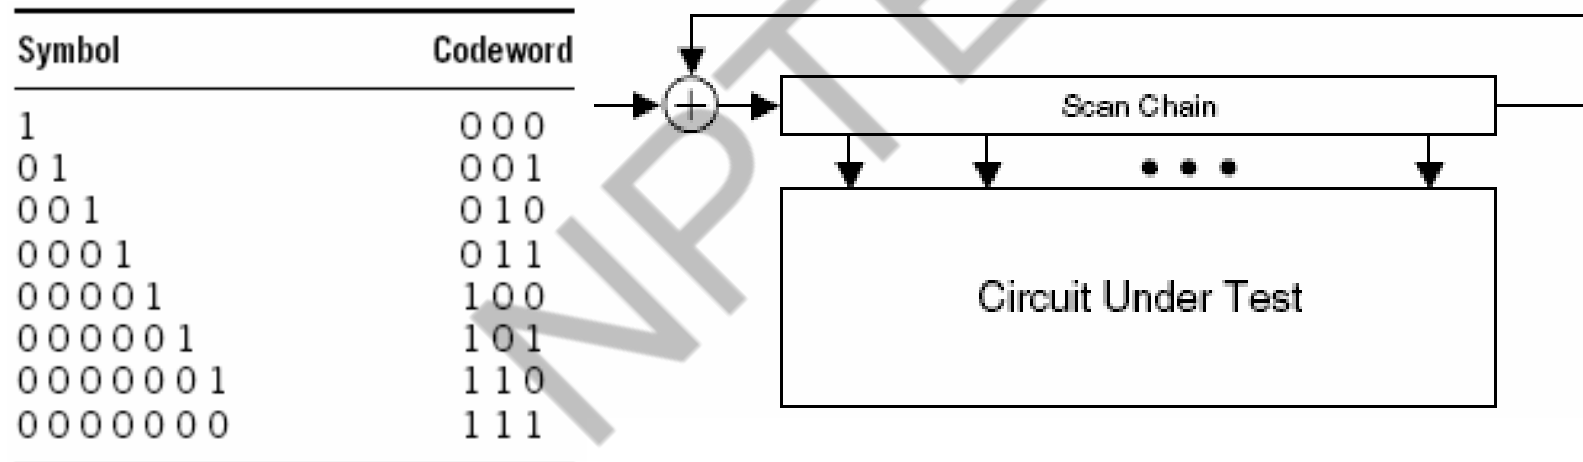 Symbol Codeword
1 0 0 0
0 1 0 0 1
0 0 1 0 1 0
0 0 0 1 0 1 1
0 0 0 0 1 1 0 0
0 0 0 0 0 1 1 0 1
0 0 0 0 0 0 1 1 1 0
0 0 0 0 0 0 0 1 1 1
Scan Chain
Circuit Under Test
NPTE